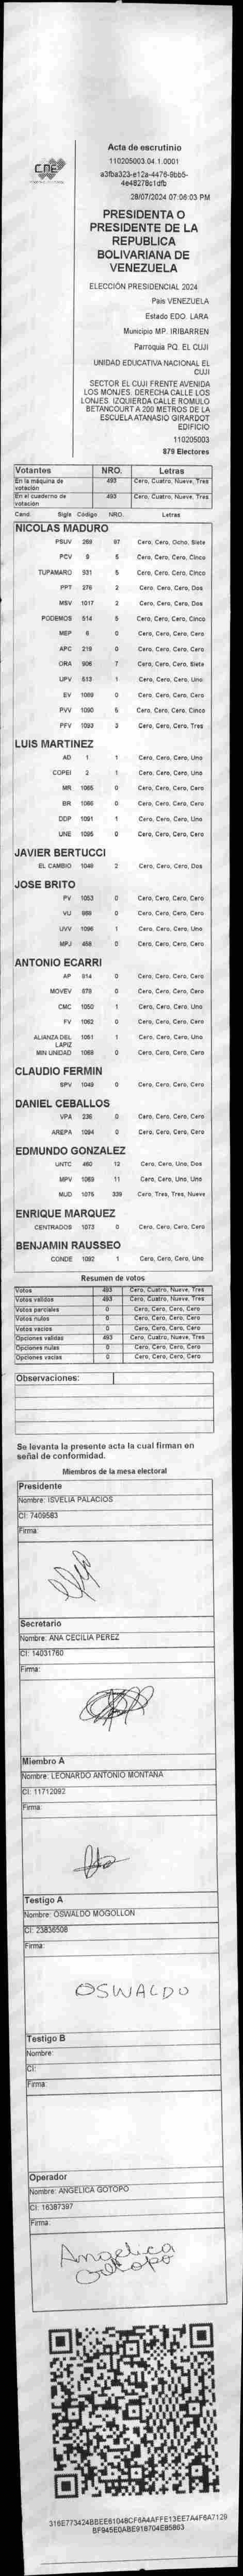 CNE
Acta de escrutinio
110205003.04.1.0001
a3fba323-e12a-4476-9bb5-
4e48278c1dfb
28/07/2024 07:06:03 PM
PRESIDENTA O
PRESIDENTE DE LA
REPUBLICA
BOLIVARIANA DE
VENEZUELA
ELECCIÓN PRESIDENCIAL 2024
País VENEZUELA
Estado EDO. LARA
Municipio MP. IRIBARREN
Parroquia PQ. EL CUJI
UNIDAD EDUCATIVA NACIONAL EL
CUJI
SECTOR EL CUJI FRENTE AVENIDA
LOS MONJES. DERECHA CALLE LOS
LONJES. IZQUIERDA CALLE ROMULO
BETANCOURT A 200 METROS DE LA
ESCUELA ATANASIO GIRARDOT
EDIFICIO
110205003
879 Electores
Votantes NRO. Letras
En la máquina de votación 493 Cero, Cuatro, Nueve, Tres
En el cuaderno de votación 493 Cero, Cuatro, Nueve, Tres
Cand. Sigla Código NRO. Letras
NICOLAS MADURO
PSUV 269 87 Cero, Cero, Ocho, Siete
PCV 9 5 Cero, Cero, Cero, Cinco
TUPAMARO 931 5 Cero, Cero, Cero, Cinco
PPT 276 2 Cero, Cero, Cero, Dos
MSV 1017 2 Cero, Cero, Cero, Dos
PODEMOS 514 5 Cero, Cero, Cero, Cinco
MEP 6 0 Cero, Cero, Cero, Cero
APC 219 0 Cero, Cero, Cero, Cero
ORA 906 7 Cero, Cero, Cero, Siete
UPV 613 1 Cero, Cero, Cero, Uno
EV 1069 0 Cero, Cero, Cero, Cero
PVV 1090 5 Cero, Cero, Cero, Cinco
PFV 1093 3 Cero, Cero, Cero, Tres
LUIS MARTINEZ
AD 1 1 Cero, Cero, Cero, Uno
COPEI 2 1 Cero, Cero, Cero, Uno
MR 1065 0 Cero, Cero, Cero, Cero
BR 1066 0 Cero, Cero, Cero, Cero
DDP 1091 1 Cero, Cero, Cero, Uno
UNE 1095 0 Cero, Cero, Cero, Cero
JAVIER BERTUCCI
EL CAMBIO 1048 2 Cero, Cero, Cero, Dos
JOSE BRITO
PV 1053 0 Cero, Cero, Cero, Cero
VU 968 0 Cero, Cero, Cero, Cero
UVV 1096 1 Cero, Cero, Cero, Uno
MPJ 458 0 Cero, Cero, Cero, Cero
ANTONIO ECARRI
AP 814 0 Cero, Cero, Cero, Cero
MOVEV 878 0 Cero, Cero, Cero, Cero
CMC 1050 1 Cero, Cero, Cero, Uno
FV 1062 0 Cero, Cero, Cero, Cero
ALIANZA DEL LAPIZ 1061 1 Cero, Cero, Cero, Uno
MIN UNIDAD 1068 0 Cero, Cero, Cero, Cero
CLAUDIO FERMIN
SPV 1049 0 Cero, Cero, Cero, Cero
DANIEL CEBALLOS
VPA 236 0 Cero, Cero, Cero, Cero
AREPA 1094 0 Cero, Cero, Cero, Cero
EDMUNDO GONZALEZ
UNTC 460 12 Cero, Cero, Uno, Dos
MPV 1089 11 Cero, Cero, Uno, Uno
MUD 1075 339 Cero, Tres, Tres, Nueve
ENRIQUE MARQUEZ
CENTRADOS 1073 0 Cero, Cero, Cero, Cero
BENJAMIN RAUSSEO
CONDE 1092 1 Cero, Cero, Cero, Uno
Resumen de votos
Votos 493 Cero, Cuatro, Nueve, Tres
Votos validos 493 Cero, Cuatro, Nueve, Tres
Votos parciales 0 Cero, Cero, Cero, Cero
Votos nulos 0 Cero, Cero, Cero, Cero
Votos vacios 0 Cero, Cero, Cero, Cero
Opciones validas 493 Cero, Cuatro, Nueve, Tres
Opciones nulas 0 Cero, Cero, Cero, Cero
Opciones vacias 0 Cero, Cero, Cero, Cero
Observaciones:
Se levanta la presente acta la cual firman en
señal de conformidad.
Miembros de la mesa electoral
Presidente
Nombre: ISVELIA PALACIOS
CI: 7409583
Firma:
Secretario
Nombre: ANA CECILIA PEREZ
CI: 14031760
Firma:
Miembro A
Nombre: LEONARDO ANTONIO MONTANA
CI: 11712092
Firma:
Testigo A
Nombre: OSWALDO MOGOLLON
CI: 23836508
Firma:
OSWALDO
Testigo B
Nombre:
CI:
Firma:
Operador
Nombre: ANGELICA GOTOPO
CI: 16387397
Firma:
Angelica
Gotopo
316E773424BBEE61048CF6A4AFFE13EE7A4F6A7129
BF945E0ABE918704E85863